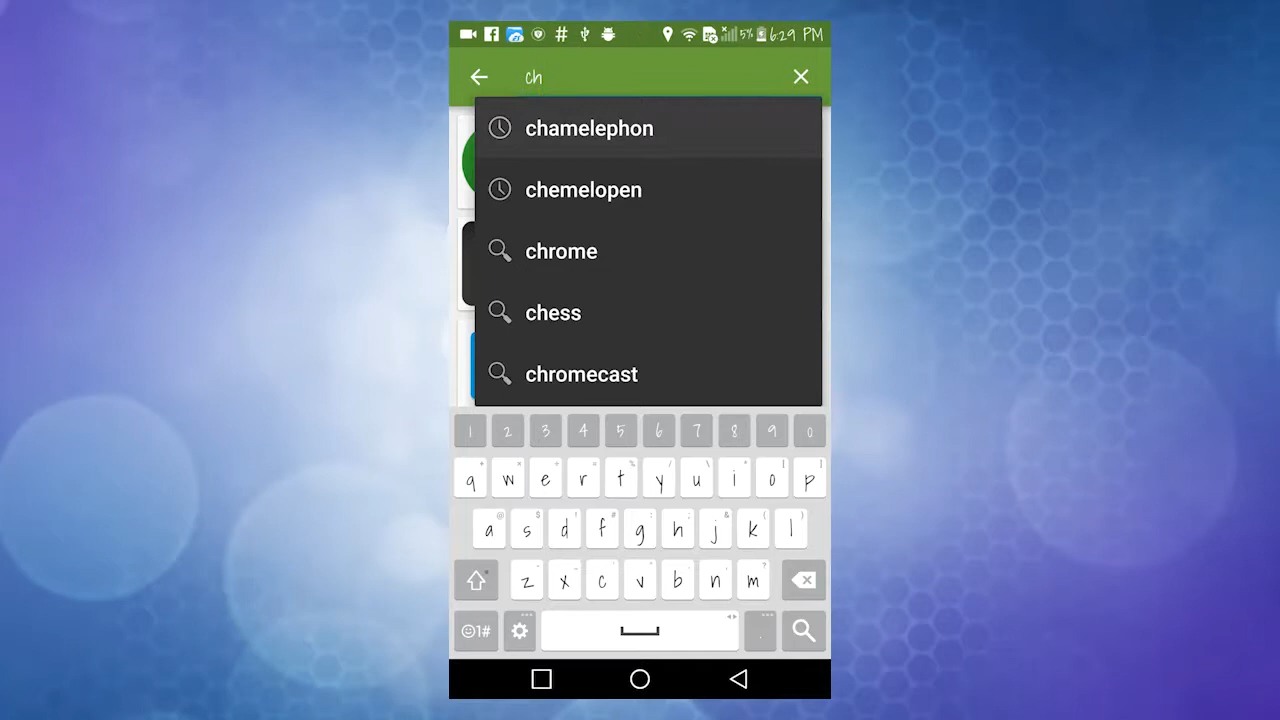 5% 6:29 PM
ch
chamelephon
chemelopen
chrome
chess
chromecast
1 2 3 4 5 6 7 8 9 0
q w e r t y u i o p
a s d f g h j k l
z x c v b n m
1#
.